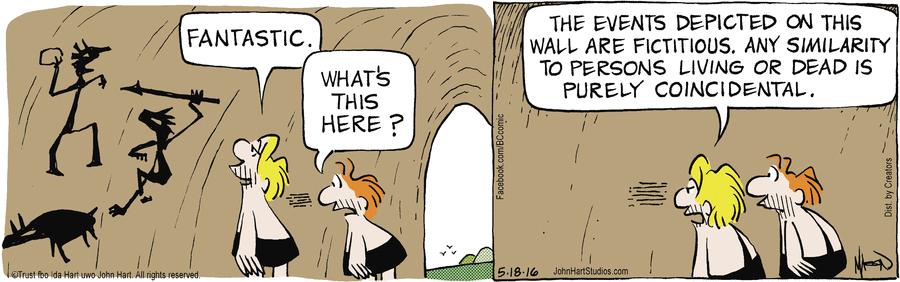 FANTASTIC.
WHAT'S
THIS
HERE?
©Trust fbo Ida Hart uwo John Hart. All rights reserved.
THE EVENTS DEPICTED ON THIS
WALL ARE FICTITIOUS. ANY SIMILARITY
TO PERSONS LIVING OR DEAD IS
PURELY COINCIDENTAL.
Facebook.com/BCcomic
5-18-16
JohnHartStudios.com
Dist. by Creators